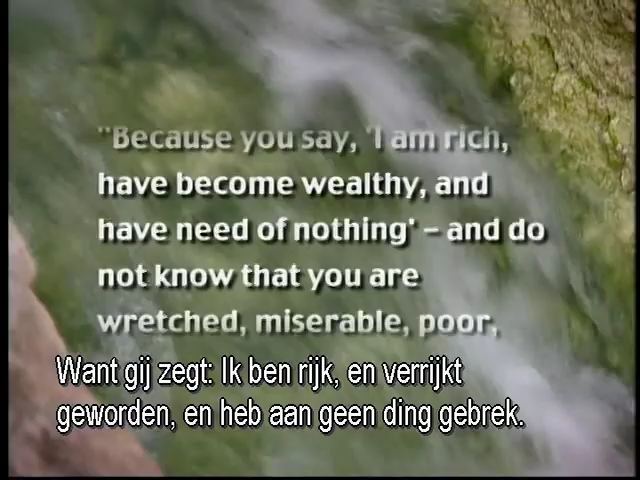 "Because you say, 'I am rich,
have become wealthy, and
have need of nothing' – and do
not know that you are
wretched, miserable, poor,
Want gij zegt: Ik ben rijk, en verrijkt
geworden, en heb aan geen ding gebrek.